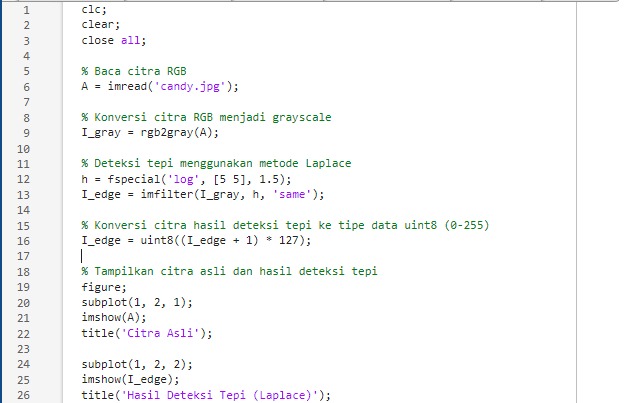 1 clc;
2 clear;
3 close all;
4
5 % Baca citra RGB
6 A = imread('candy.jpg');
7
8 % Konversi citra RGB menjadi grayscale
9 I_gray = rgb2gray(A);
10
11 % Deteksi tepi menggunakan metode Laplace
12 h = fspecial('log', [5 5], 1.5);
13 I_edge = imfilter(I_gray, h, 'same');
14
15 % Konversi citra hasil deteksi tepi ke tipe data uint8 (0-255)
16 I_edge = uint8((I_edge + 1) * 127);
17
18 % Tampilkan citra asli dan hasil deteksi tepi
19 figure;
20 subplot(1, 2, 1);
21 imshow(A);
22 title('Citra Asli');
23
24 subplot(1, 2, 2);
25 imshow(I_edge);
26 title('Hasil Deteksi Tepi (Laplace)');